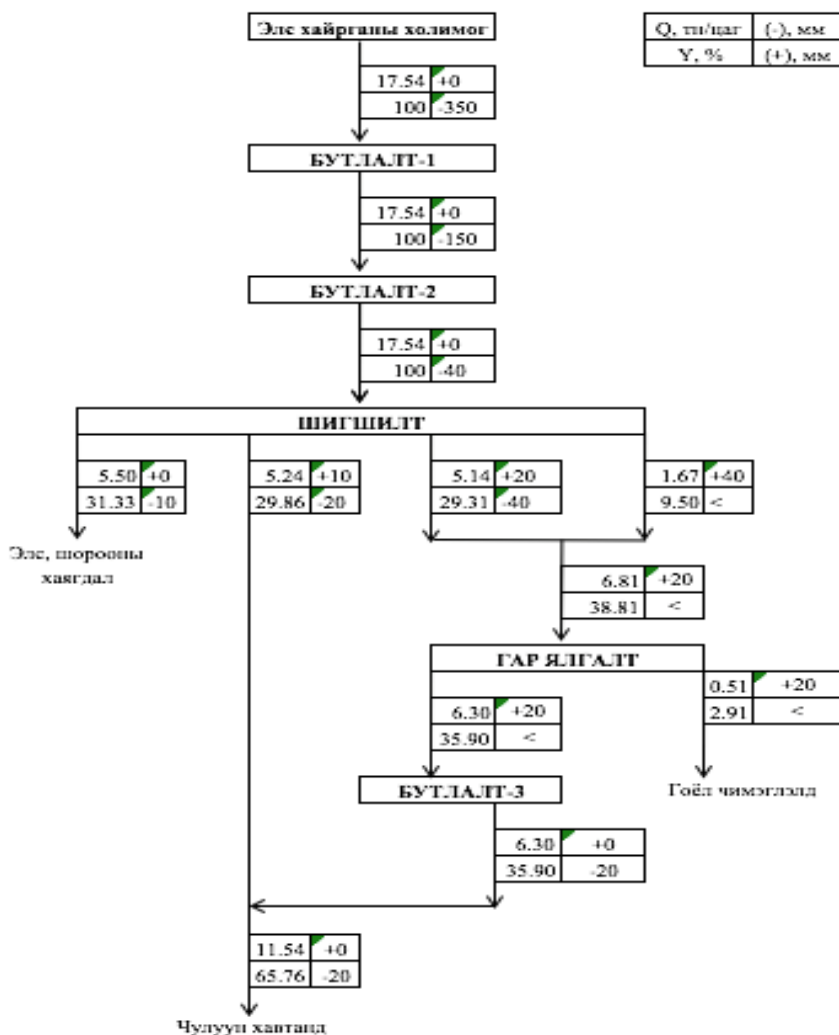 Элс хайрганы холимог
Q, тн/цаг (-), мм
Y, % (+), мм
17.54 +0
100 -350
БУТЛАЛТ-1
17.54 +0
100 -150
БУТЛАЛТ-2
17.54 +0
100 -40
ШИГШИЛТ
5.50 +0
31.33 -10
5.24 +10
29.86 -20
5.14 +20
29.31 -40
1.67 +40
9.50 <
Элс, шорооны
хаягдал
6.81 +20
38.81 <
ГАР ЯЛГАЛТ
0.51 +20
2.91 <
6.30 +20
35.90 <
БУТЛАЛТ-3
Гоёл чимэглэлд
6.30 +0
35.90 -20
11.54 +0
65.76 -20
Чулуун хавтанд